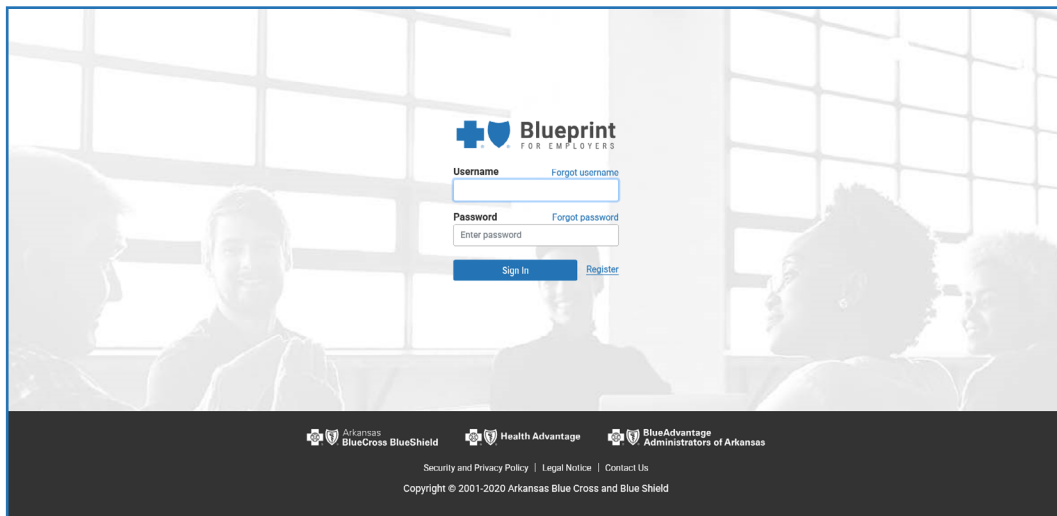 Blueprint
FOR EMPLOYERS
Username Forgot username
Password Forgot password
Enter password
Sign In Register
Arkansas
BlueCross BlueShield
Health Advantage
BlueAdvantage
Administrators of Arkansas
Security and Privacy Policy | Legal Notice | Contact Us
Copyright © 2001-2020 Arkansas Blue Cross and Blue Shield